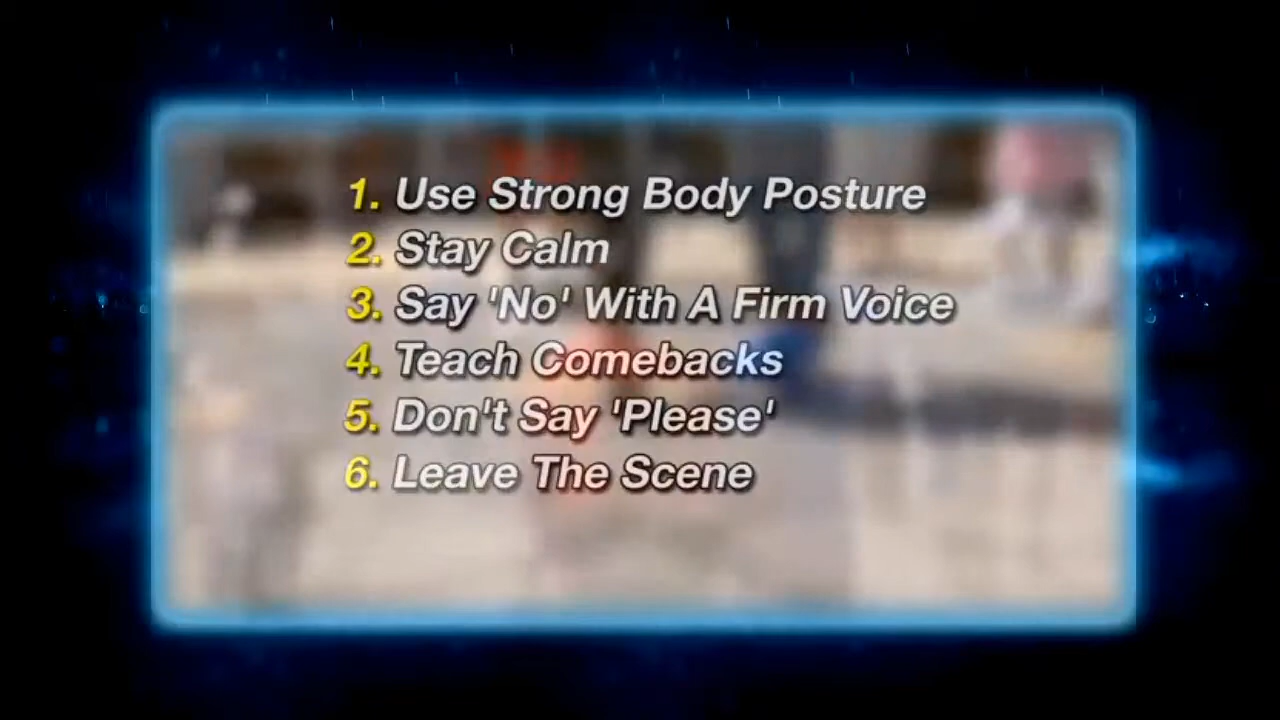 1. Use Strong Body Posture
2. Stay Calm
3. Say 'No' With A Firm Voice
4. Teach Comebacks
5. Don't Say 'Please'
6. Leave The Scene